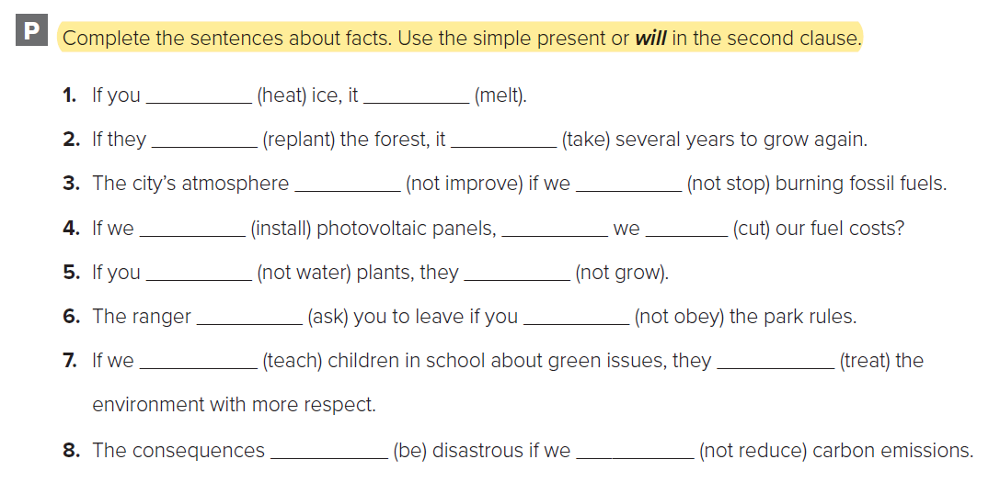 P Complete the sentences about facts. Use the simple present or will in the second clause.
1. If you __________ (heat) ice, it __________ (melt).
2. If they __________ (replant) the forest, it __________ (take) several years to grow again.
3. The city's atmosphere __________ (not improve) if we __________ (not stop) burning fossil fuels.
4. If we __________ (install) photovoltaic panels, __________ we ________ (cut) our fuel costs?
5. If you __________ (not water) plants, they __________ (not grow).
6. The ranger __________ (ask) you to leave if you __________ (not obey) the park rules.
7. If we ___________ (teach) children in school about green issues, they ___________ (treat) the
environment with more respect.
8. The consequences ___________ (be) disastrous if we ___________ (not reduce) carbon emissions.